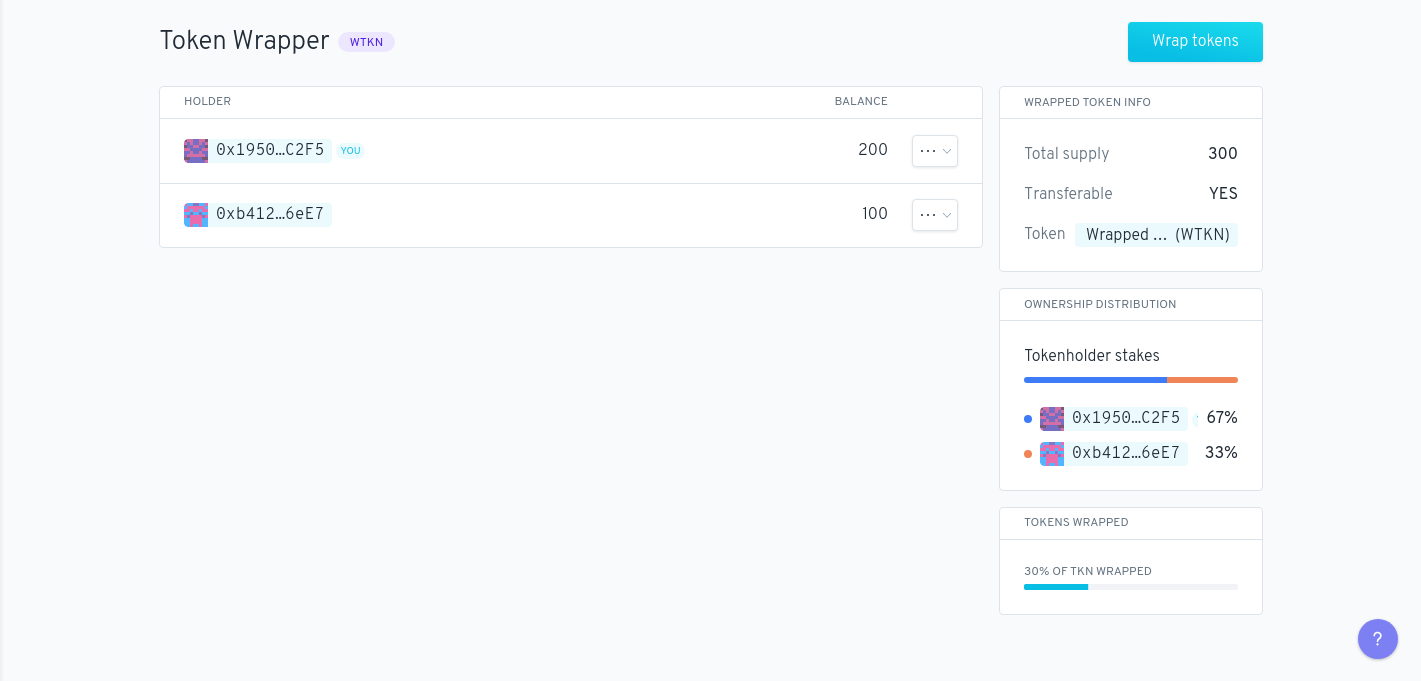 Token Wrapper WTKN
Wrap tokens
HOLDER BALANCE
0x1950…C2F5 YOU 200
0xb412…6eE7 100
WRAPPED TOKEN INFO
Total supply 300
Transferable YES
Token Wrapped … (WTKN)
OWNERSHIP DISTRIBUTION
Tokenholder stakes
0x1950…C2F5 67%
0xb412…6eE7 33%
TOKENS WRAPPED
30% OF TKN WRAPPED
?